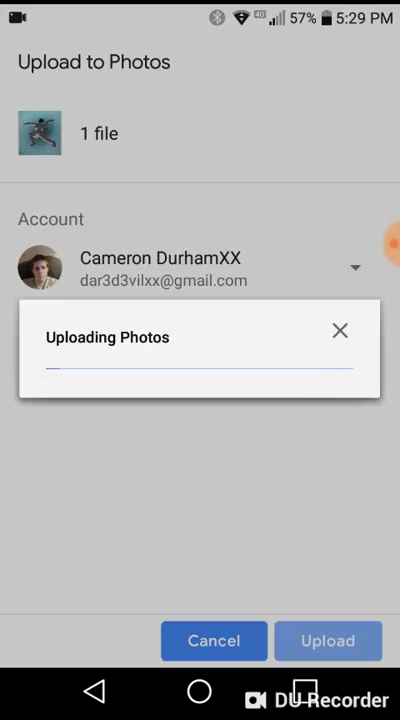 4G 57% 5:29 PM
Upload to Photos
1 file
Account
Cameron DurhamXX
dar3d3vilxx@gmail.com
Uploading Photos
Cancel Upload
DU Recorder